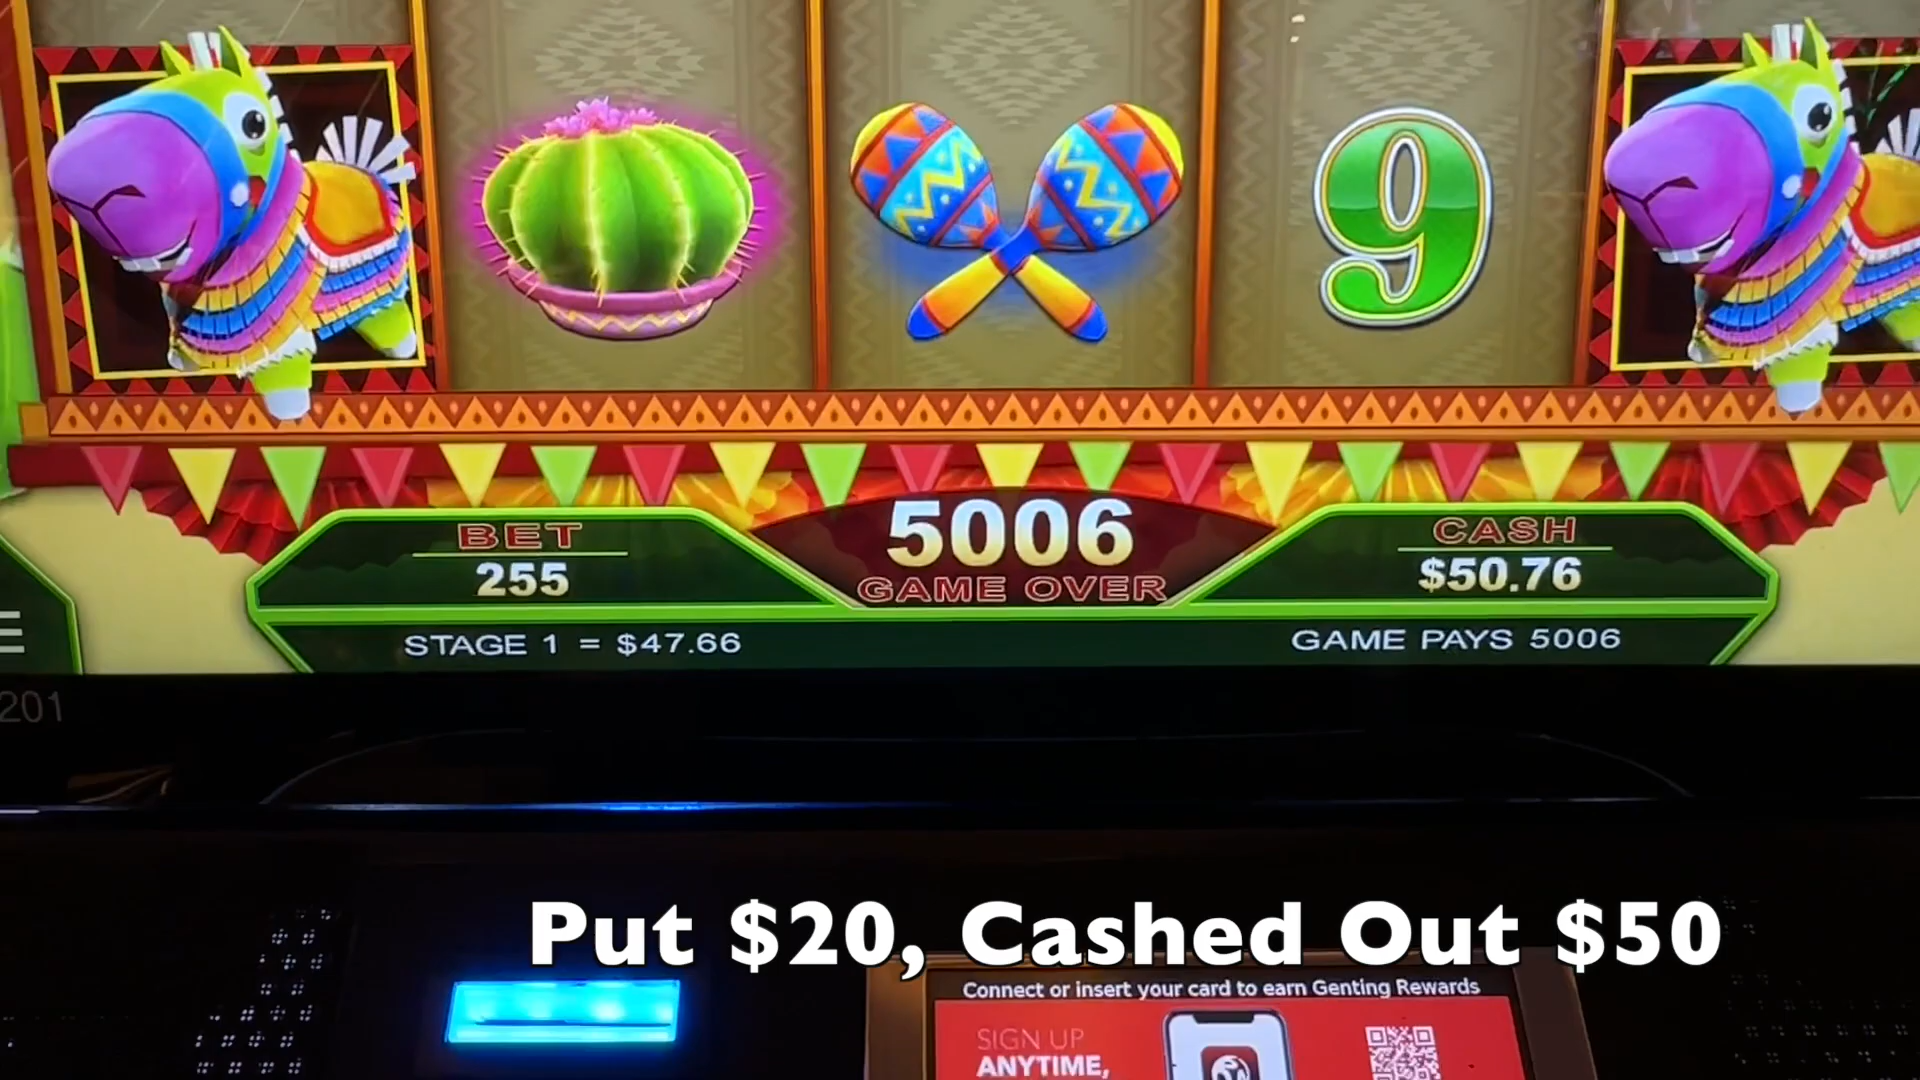 9
BET
255
5006
GAME OVER
CASH
$50.76
STAGE 1 = $47.66
GAME PAYS 5006
201
Put $20, Cashed Out $50
Connect or insert your card to earn Genting Rewards
SIGN UP
ANYTIME,